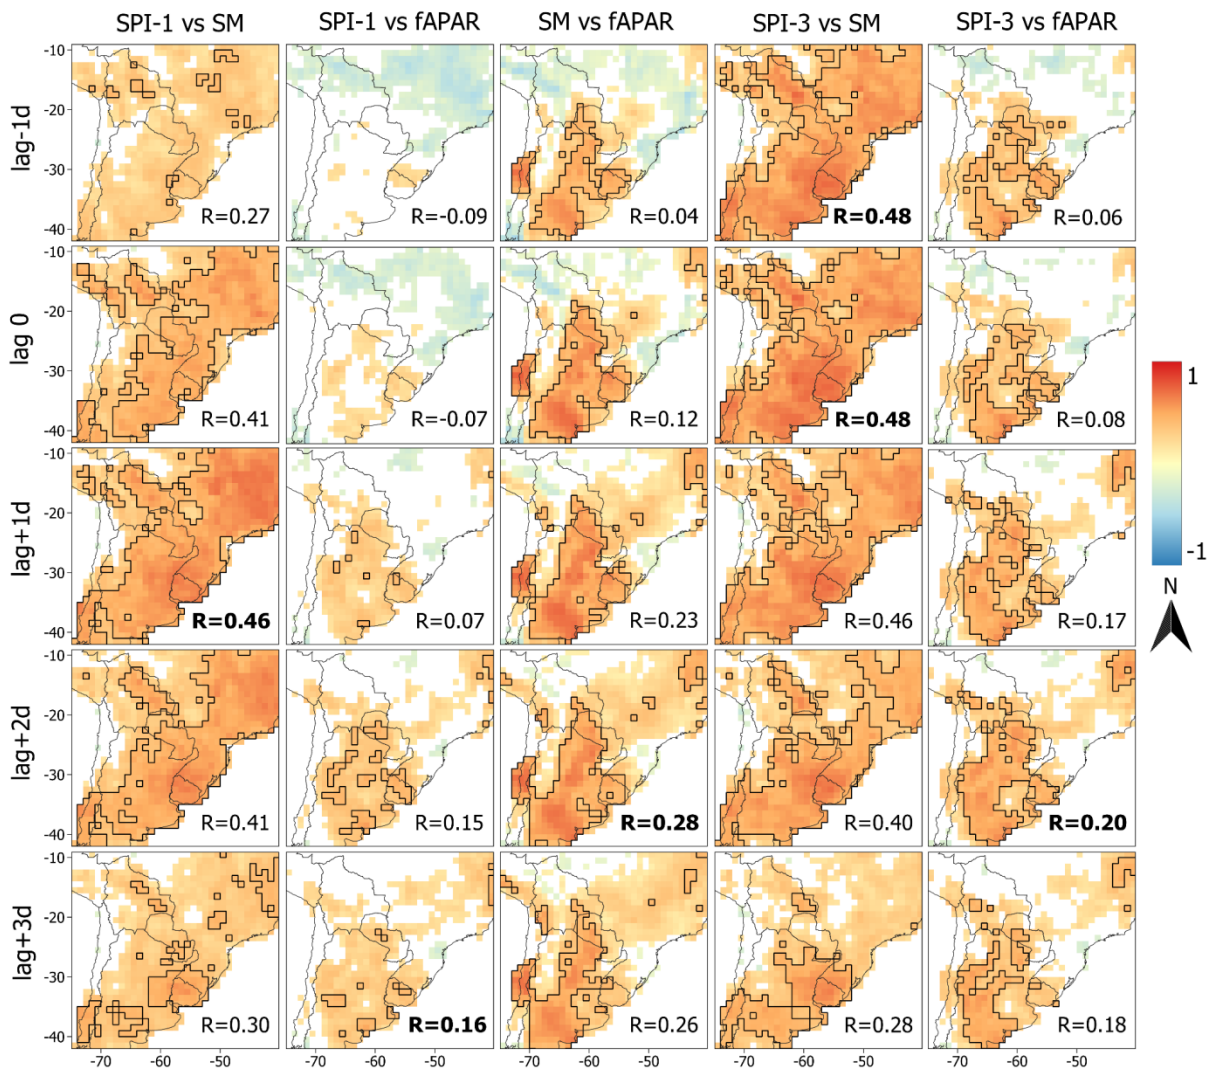 SPI-1 vs SM SPI-1 vs fAPAR SM vs fAPAR SPI-3 vs SM SPI-3 vs fAPAR
-10
-20
-30
-40
lag-1d
R=0.27 R=-0.09 R=0.04 R=0.48 R=0.06
-10
-20
-30
-40
lag 0
R=0.41 R=-0.07 R=0.12 R=0.48 R=0.08
1
-1
N
-10
-20
-30
-40
lag+1d
R=0.46 R=0.07 R=0.23 R=0.46 R=0.17
-10
-20
-30
-40
lag+2d
R=0.41 R=0.15 R=0.28 R=0.40 R=0.20
-10
-20
-30
-40
lag+3d
R=0.30 R=0.16 R=0.26 R=0.28 R=0.18
-70 -60 -50 -70 -60 -50 -70 -60 -50 -70 -60 -50 -70 -60 -50